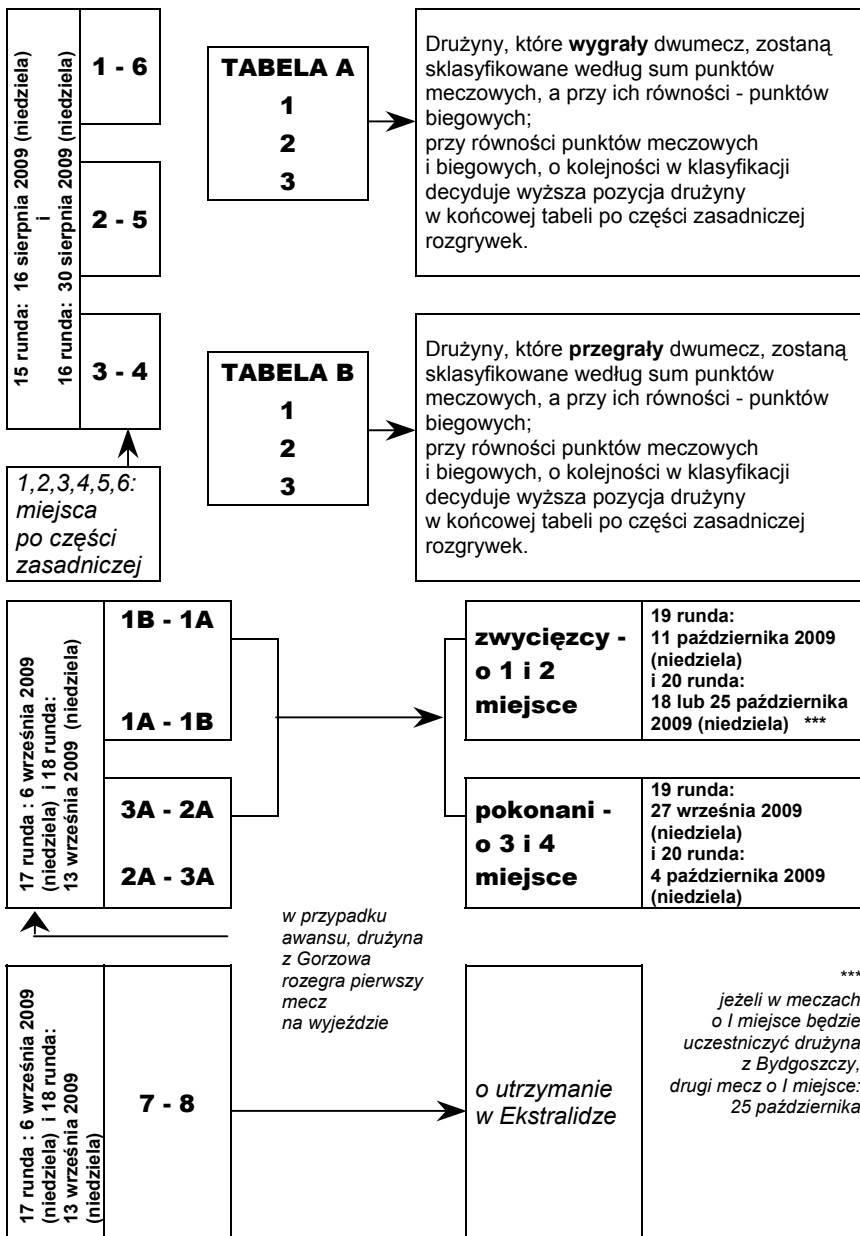 15 runda: 16 sierpnia 2009 (niedziela)
i
16 runda: 30 sierpnia 2009 (niedziela)
1 - 6
2 - 5
3 - 4
1,2,3,4,5,6:
miejsca
po części
zasadniczej
TABELA A
1
2
3
Drużyny, które wygrały dwumecz, zostaną
sklasyfikowane według sum punktów
meczowych, a przy ich równości - punktów
biegowych;
przy równości punktów meczowych
i biegowych, o kolejności w klasyfikacji
decyduje wyższa pozycja drużyny
w końcowej tabeli po części zasadniczej
rozgrywek.
TABELA B
1
2
3
Drużyny, które przegrały dwumecz, zostaną
sklasyfikowane według sum punktów
meczowych, a przy ich równości - punktów
biegowych;
przy równości punktów meczowych
i biegowych, o kolejności w klasyfikacji
decyduje wyższa pozycja drużyny
w końcowej tabeli po części zasadniczej
rozgrywek.
17 runda : 6 września 2009
(niedziela) i 18 runda:
13 września 2009 (niedziela)
1B - 1A
1A - 1B
3A - 2A
2A - 3A
zwycięzcy -
o 1 i 2
miejsce
19 runda:
11 października 2009
(niedziela)
i 20 runda:
18 lub 25 października
2009 (niedziela) ***
pokonani -
o 3 i 4
miejsce
19 runda:
27 września 2009
(niedziela)
i 20 runda:
4 października 2009
(niedziela)
w przypadku
awansu, drużyna
z Gorzowa
rozegra pierwszy
mecz
na wyjeździe
17 runda : 6 września 2009
(niedziela) i 18 runda:
13 września 2009
(niedziela)
7 - 8
o utrzymanie
w Ekstralidze
***
jeżeli w meczach
o I miejsce będzie
uczestniczyć drużyna
z Bydgoszczy,
drugi mecz o I miejsce:
25 października